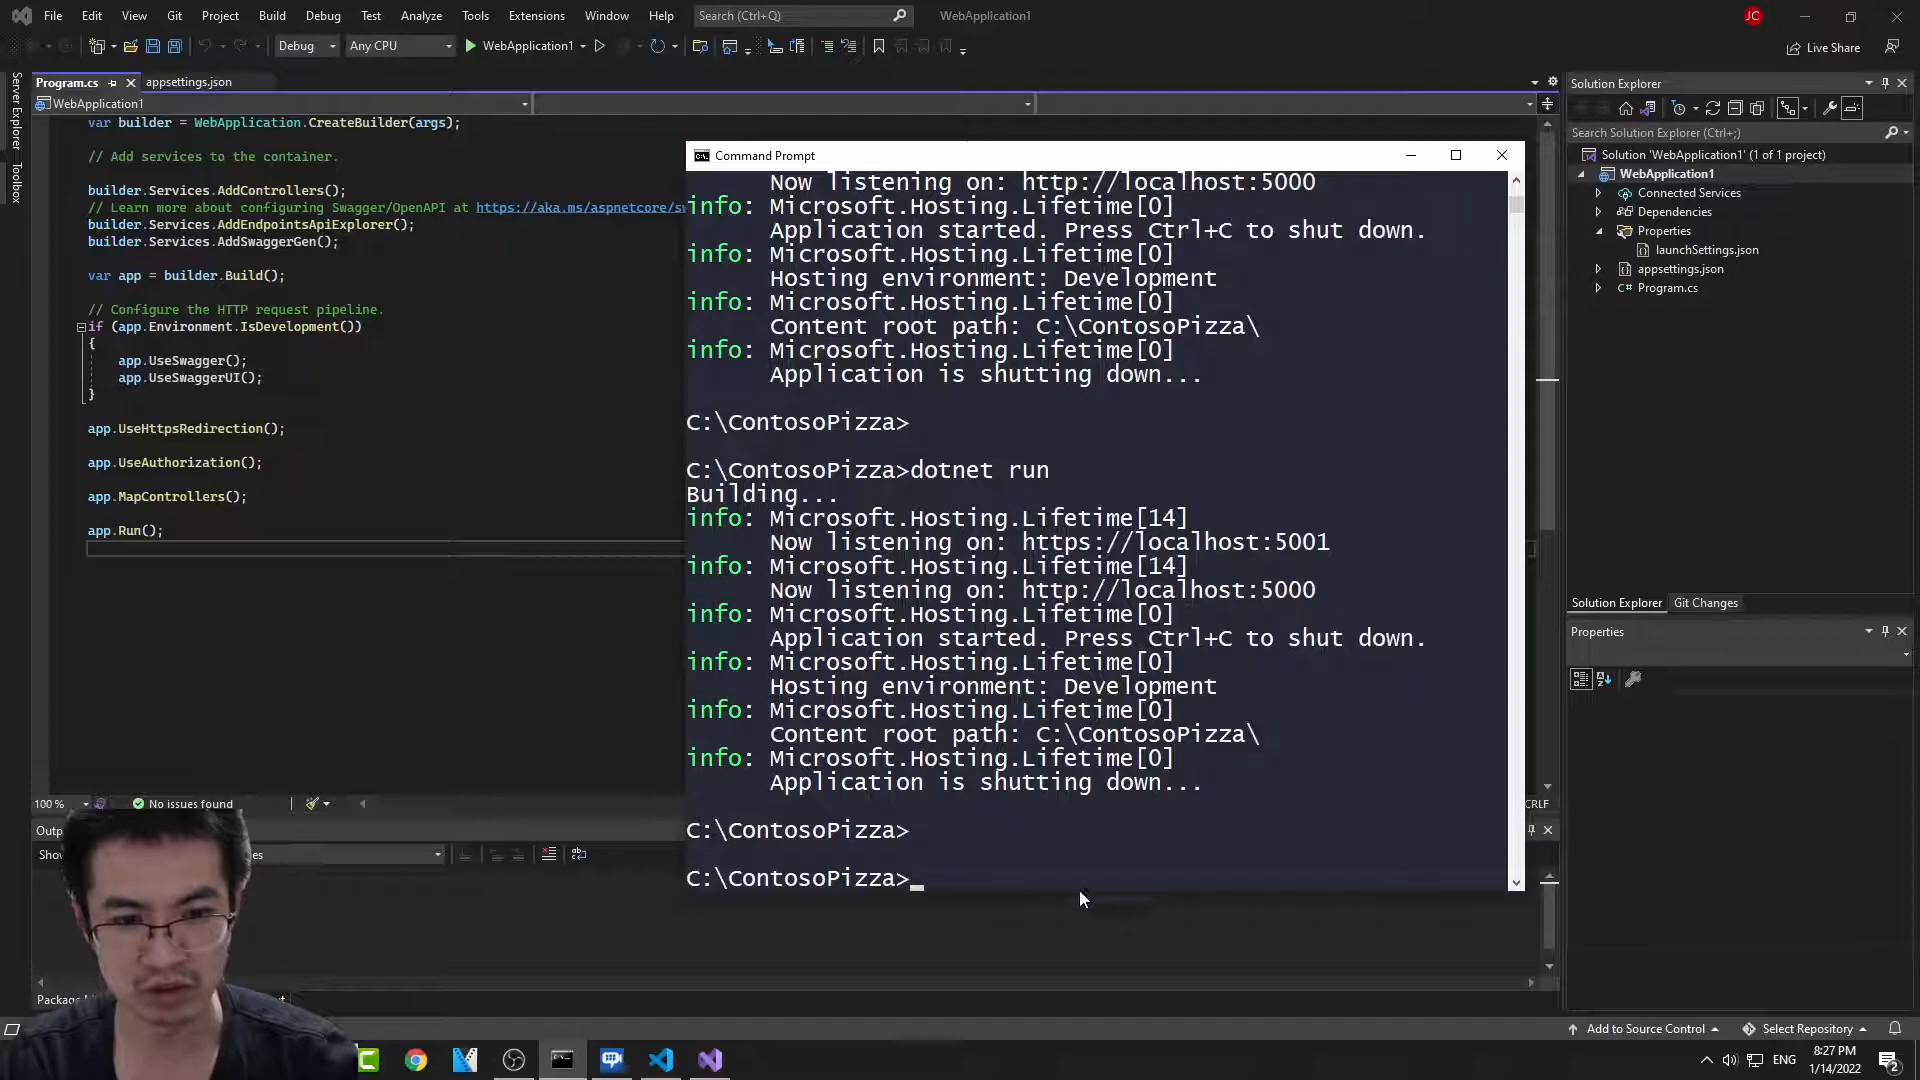 File Edit View Git Project Build Debug Test Analyze Tools Extensions Window Help Search (Ctrl+Q) WebApplication1 JC
Debug Any CPU WebApplication1 Live Share
Server Explorer
Toolbox
Program.cs appsettings.json
WebApplication1
var builder = WebApplication.CreateBuilder(args);
// Add services to the container.
builder.Services.AddControllers();
// Learn more about configuring Swagger/OpenAPI at https://aka.ms/aspnetcore/sw
builder.Services.AddEndpointsApiExplorer();
builder.Services.AddSwaggerGen();
var app = builder.Build();
// Configure the HTTP request pipeline.
if (app.Environment.IsDevelopment())
{
app.UseSwagger();
app.UseSwaggerUI();
}
app.UseHttpsRedirection();
app.UseAuthorization();
app.MapControllers();
app.Run();
100 % No issues found
CRLF
Outp
Sho es
Package
Command Prompt
Now listening on: http://localhost:5000
info: Microsoft.Hosting.Lifetime[0]
Application started. Press Ctrl+C to shut down.
info: Microsoft.Hosting.Lifetime[0]
Hosting environment: Development
info: Microsoft.Hosting.Lifetime[0]
Content root path: C:\ContosoPizza\
info: Microsoft.Hosting.Lifetime[0]
Application is shutting down...
C:\ContosoPizza>
C:\ContosoPizza>dotnet run
Building...
info: Microsoft.Hosting.Lifetime[14]
Now listening on: https://localhost:5001
info: Microsoft.Hosting.Lifetime[14]
Now listening on: http://localhost:5000
info: Microsoft.Hosting.Lifetime[0]
Application started. Press Ctrl+C to shut down.
info: Microsoft.Hosting.Lifetime[0]
Hosting environment: Development
info: Microsoft.Hosting.Lifetime[0]
Content root path: C:\ContosoPizza\
info: Microsoft.Hosting.Lifetime[0]
Application is shutting down...
C:\ContosoPizza>
C:\ContosoPizza>_
Solution Explorer
Search Solution Explorer (Ctrl+;)
Solution 'WebApplication1' (1 of 1 project)
WebApplication1
Connected Services
Dependencies
Properties
launchSettings.json
appsettings.json
C# Program.cs
Solution Explorer Git Changes
Properties
Add to Source Control Select Repository
ENG 8:27 PM
1/14/2022
2